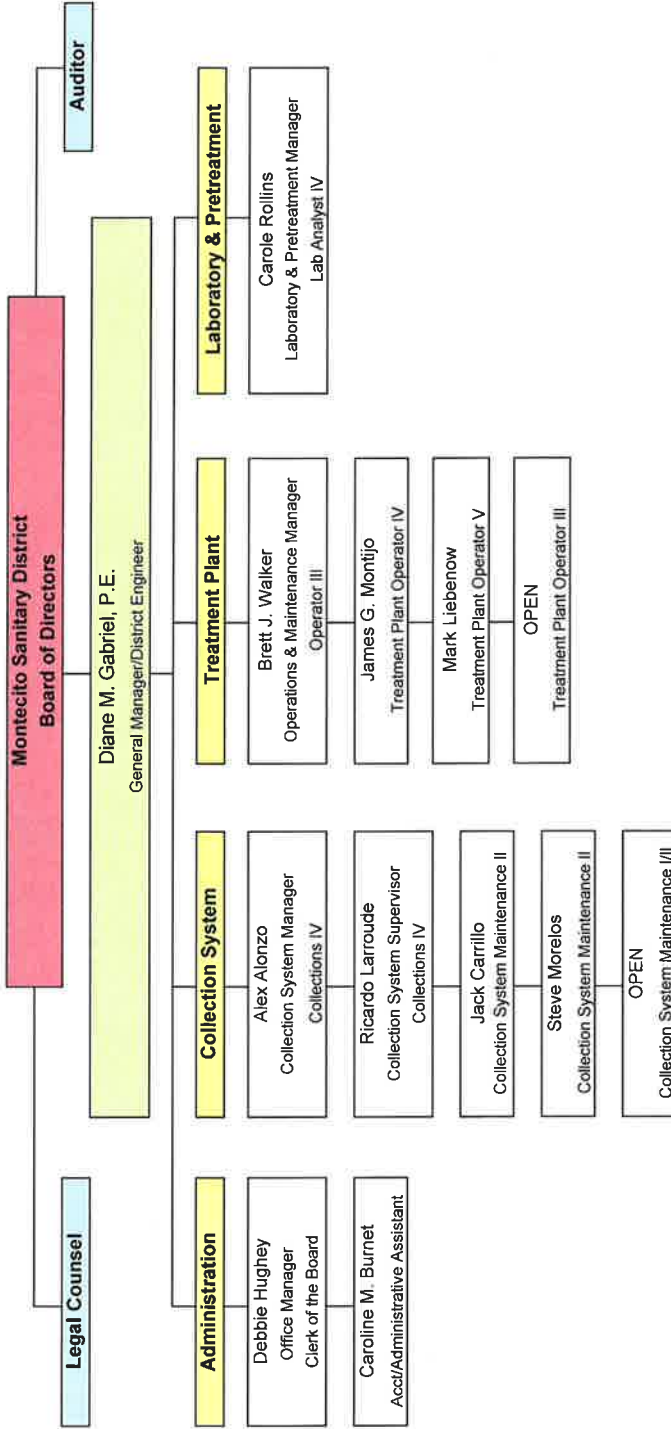 Montecito Sanitary District
Board of Directors
Legal Counsel
Auditor
Diane M. Gabriel, P.E.
General Manager/District Engineer
Administration
Debbie Hughey
Office Manager
Clerk of the Board
Caroline M. Burnet
Acct/Administrative Assistant
Collection System
Alex Alonzo
Collection System Manager
Collections IV
Ricardo Larroude
Collection System Supervisor
Collections IV
Jack Carrillo
Collection System Maintenance II
Steve Morelos
Collection System Maintenance II
OPEN
Collection System Maintenance I/II
Treatment Plant
Brett J. Walker
Operations & Maintenance Manager
Operator III
James G. Montijo
Treatment Plant Operator IV
Mark Liebenow
Treatment Plant Operator V
OPEN
Treatment Plant Operator III
Laboratory & Pretreatment
Carole Rollins
Laboratory & Pretreatment Manager
Lab Analyst IV